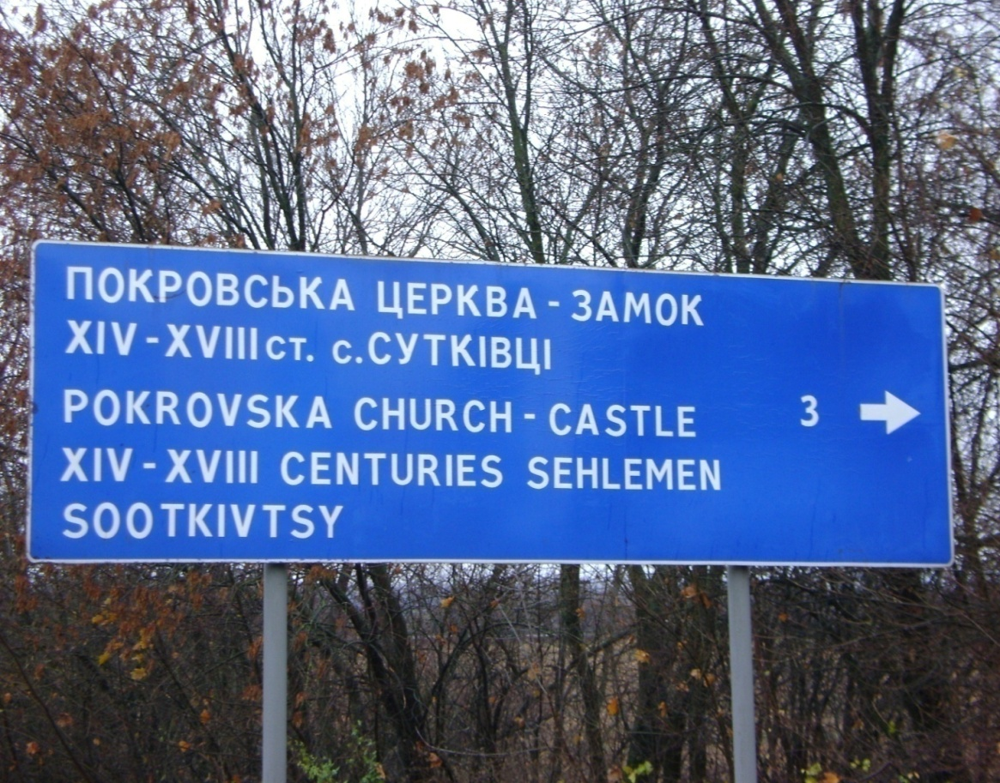 ПОКРОВСЬКА ЦЕРКВА - ЗАМОК
XIV - XVIII ст. с.СУТКІВЦІ
POKROVSKA CHURCH - CASTLE 3
XIV - XVIII CENTURIES SEHLEMEN
SOOTKIVTSY